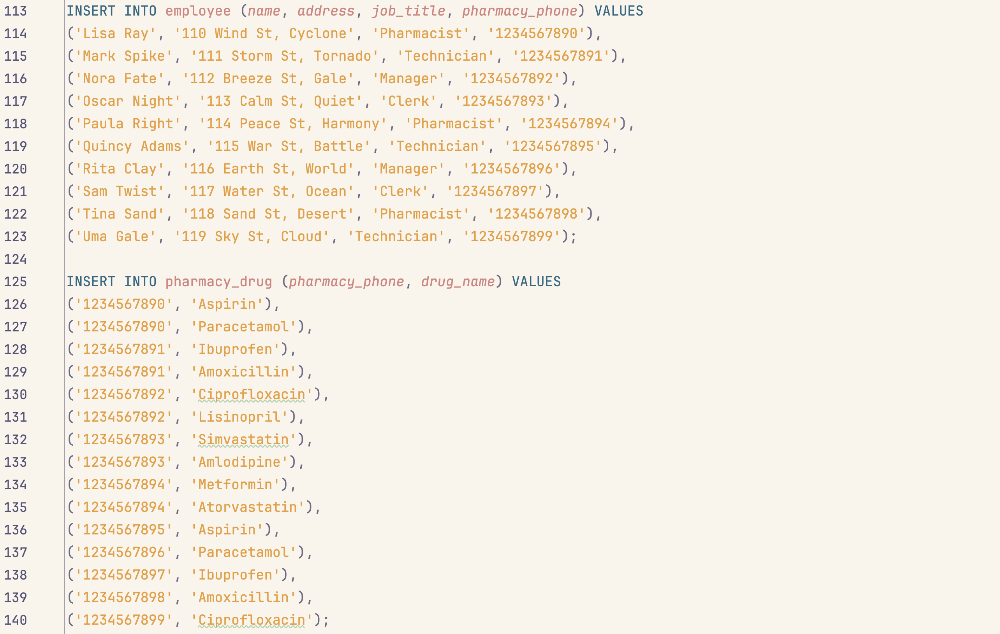 113 INSERT INTO employee (name, address, job_title, pharmacy_phone) VALUES
114 ('Lisa Ray', '110 Wind St, Cyclone', 'Pharmacist', '1234567890'),
115 ('Mark Spike', '111 Storm St, Tornado', 'Technician', '1234567891'),
116 ('Nora Fate', '112 Breeze St, Gale', 'Manager', '1234567892'),
117 ('Oscar Night', '113 Calm St, Quiet', 'Clerk', '1234567893'),
118 ('Paula Right', '114 Peace St, Harmony', 'Pharmacist', '1234567894'),
119 ('Quincy Adams', '115 War St, Battle', 'Technician', '1234567895'),
120 ('Rita Clay', '116 Earth St, World', 'Manager', '1234567896'),
121 ('Sam Twist', '117 Water St, Ocean', 'Clerk', '1234567897'),
122 ('Tina Sand', '118 Sand St, Desert', 'Pharmacist', '1234567898'),
123 ('Uma Gale', '119 Sky St, Cloud', 'Technician', '1234567899');
124
125 INSERT INTO pharmacy_drug (pharmacy_phone, drug_name) VALUES
126 ('1234567890', 'Aspirin'),
127 ('1234567890', 'Paracetamol'),
128 ('1234567891', 'Ibuprofen'),
129 ('1234567891', 'Amoxicillin'),
130 ('1234567892', 'Ciprofloxacin'),
131 ('1234567892', 'Lisinopril'),
132 ('1234567893', 'Simvastatin'),
133 ('1234567893', 'Amlodipine'),
134 ('1234567894', 'Metformin'),
135 ('1234567894', 'Atorvastatin'),
136 ('1234567895', 'Aspirin'),
137 ('1234567896', 'Paracetamol'),
138 ('1234567897', 'Ibuprofen'),
139 ('1234567898', 'Amoxicillin'),
140 ('1234567899', 'Ciprofloxacin');